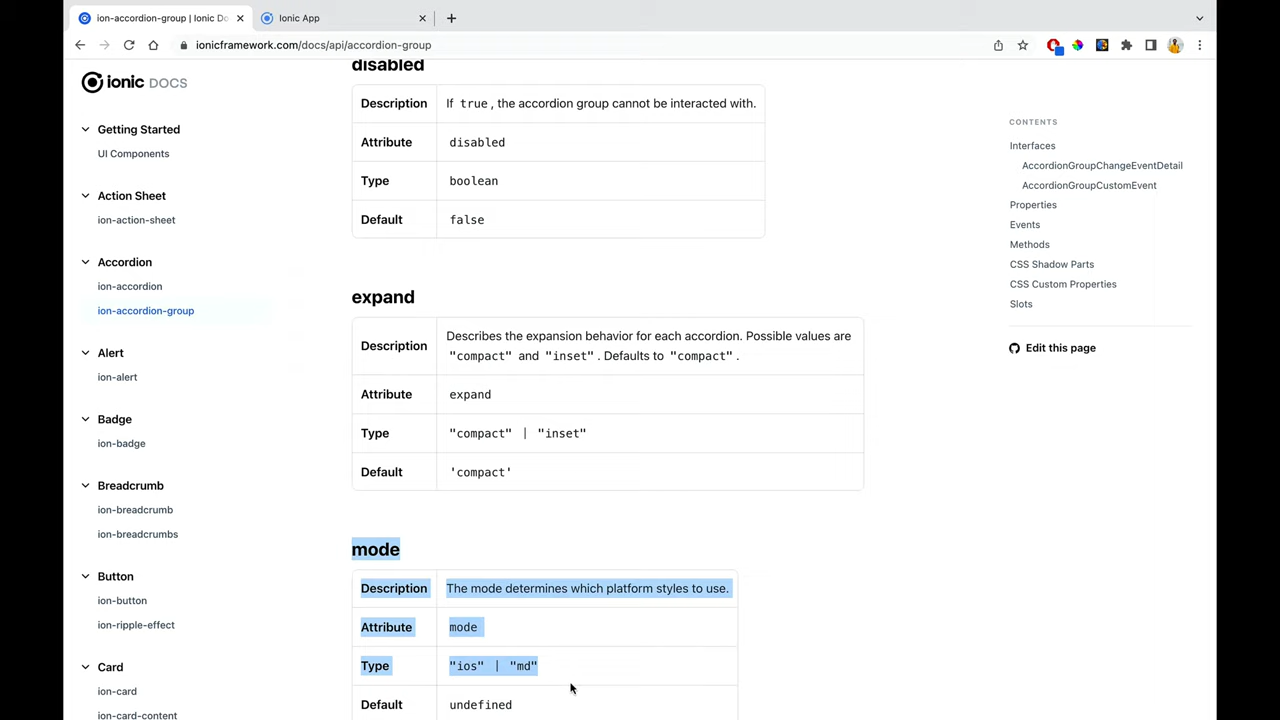 ion-accordion-group | Ionic Do
Ionic App
ionicframework.com/docs/api/accordion-group
ionic DOCS
Getting Started
UI Components
Action Sheet
ion-action-sheet
Accordion
ion-accordion
ion-accordion-group
Alert
ion-alert
Badge
ion-badge
Breadcrumb
ion-breadcrumb
ion-breadcrumbs
Button
ion-button
ion-ripple-effect
Card
ion-card
ion-card-content
disabled
Description If true, the accordion group cannot be interacted with.
Attribute disabled
Type boolean
Default false
expand
Description Describes the expansion behavior for each accordion. Possible values are
"compact" and "inset". Defaults to "compact".
Attribute expand
Type "compact" | "inset"
Default 'compact'
mode
Description The mode determines which platform styles to use.
Attribute mode
Type "ios" | "md"
Default undefined
CONTENTS
Interfaces
AccordionGroupChangeEventDetail
AccordionGroupCustomEvent
Properties
Events
Methods
CSS Shadow Parts
CSS Custom Properties
Slots
Edit this page